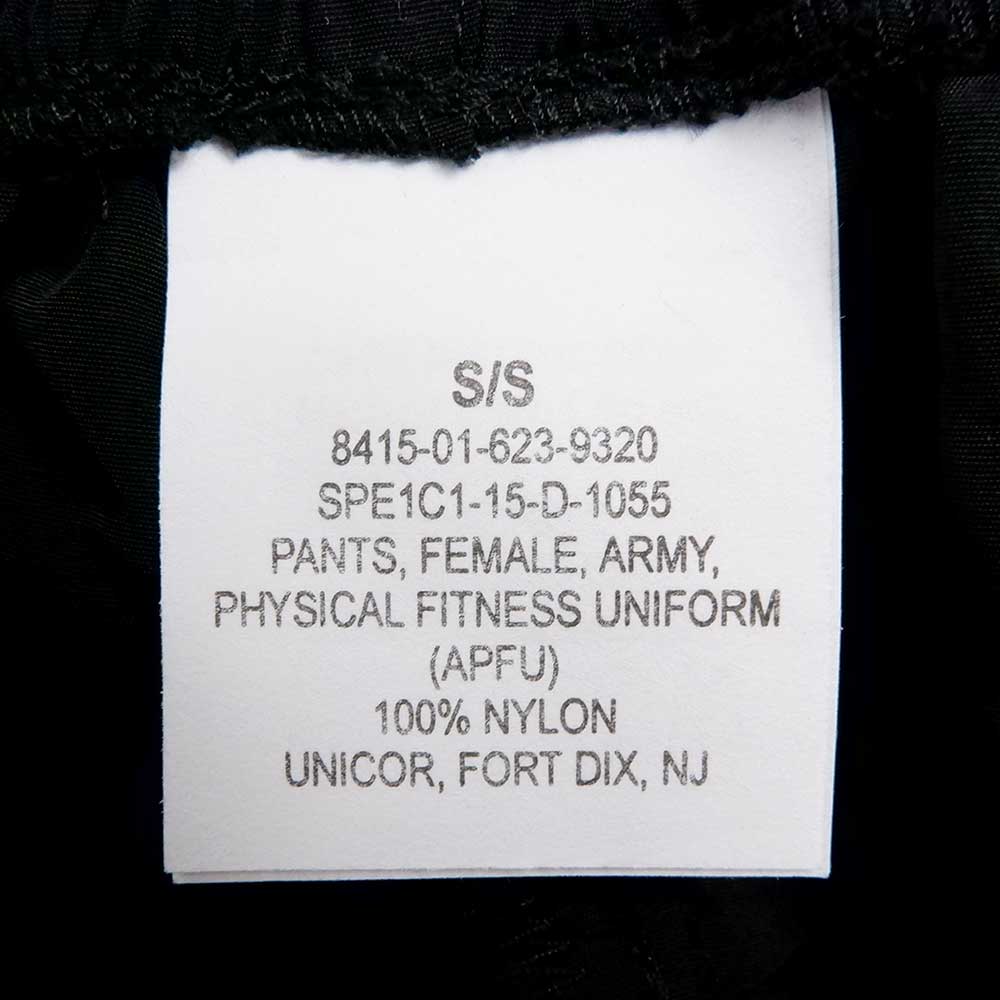 S/S
8415-01-623-9320
SPE1C1-15-D-1055
PANTS, FEMALE, ARMY,
PHYSICAL FITNESS UNIFORM
(APFU)
100% NYLON
UNICOR, FORT DIX, NJ